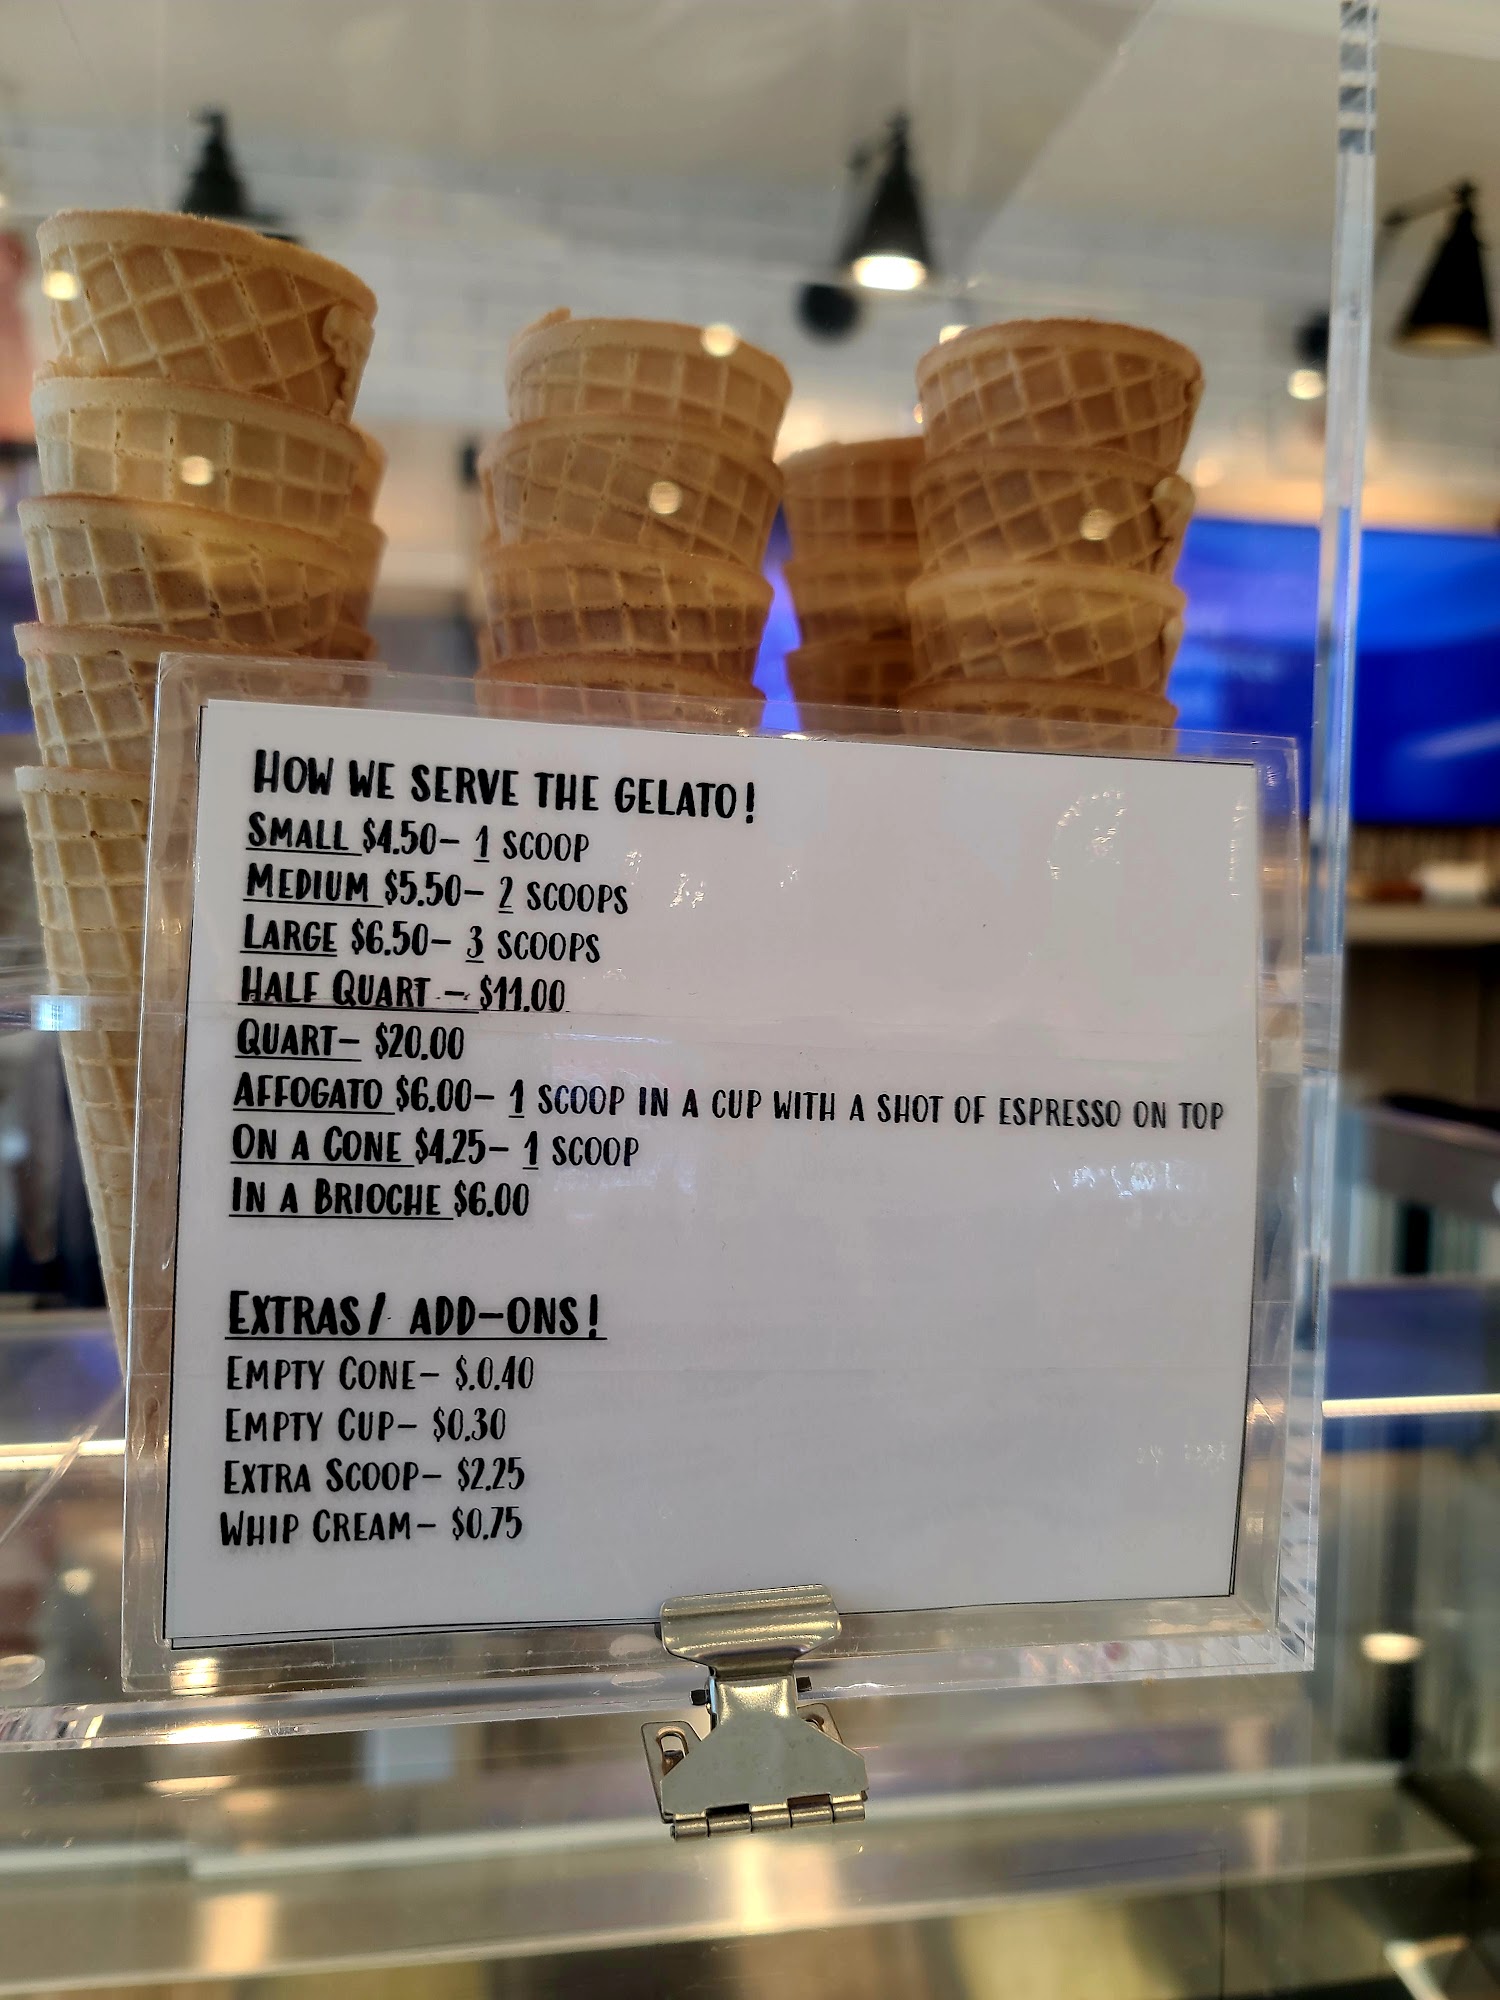 HOW WE SERVE THE GELATO!
SMALL $4.50- 1 SCOOP
MEDIUM $5.50- 2 SCOOPS
LARGE $6.50- 3 SCOOPS
HALF QUART - $11.00
QUART- $20.00
AFFOGATO $6.00- 1 SCOOP IN A CUP WITH A SHOT OF ESPRESSO ON TOP
ON A CONE $4.25- 1 SCOOP
IN A BRIOCHE $6.00
EXTRAS/ ADD-ONS!
EMPTY CONE- $.0.40
EMPTY CUP- $0.30
EXTRA SCOOP- $2.25
WHIP CREAM- $0.75